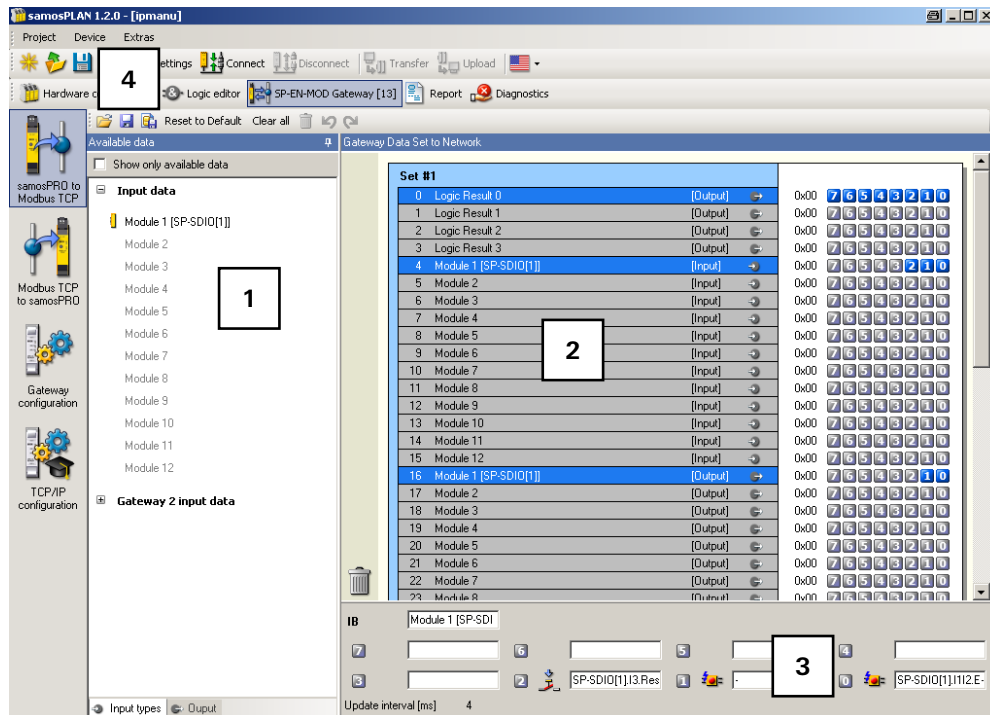 samosPLAN 1.2.0 - [ipmanu]
Project Device Extras
ettings Connect Disconnect Transfer Upload
4
Hardware c Logic editor SP-EN-MOD Gateway [13] Report Diagnostics
Reset to Default Clear all
samosPRO to Modbus TCP
Modbus TCP to samosPRO
Gateway configuration
TCP/IP configuration
Available data
Show only available data
Input data
Module 1 [SP-SDIO[1]]
Module 2
Module 3
Module 4
Module 5
Module 6
Module 7
Module 8
Module 9
Module 10
Module 11
Module 12
Gateway 2 input data
1
Input types Ouput
Gateway Data Set to Network
Set #1
0 Logic Result 0 [Output] 0x00 7 6 5 4 3 2 1 0
1 Logic Result 1 [Output] 0x00 7 6 5 4 3 2 1 0
2 Logic Result 2 [Output] 0x00 7 6 5 4 3 2 1 0
3 Logic Result 3 [Output] 0x00 7 6 5 4 3 2 1 0
4 Module 1 [SP-SDIO[1]] [Input] 0x00 7 6 5 4 3 2 1 0
5 Module 2 [Input] 0x00 7 6 5 4 3 2 1 0
6 Module 3 [Input] 0x00 7 6 5 4 3 2 1 0
7 Module 4 [Input] 0x00 7 6 5 4 3 2 1 0
8 Module 5 [Input] 0x00 7 6 5 4 3 2 1 0
9 Module 6 [Input] 0x00 7 6 5 4 3 2 1 0
10 Module 7 [Input] 0x00 7 6 5 4 3 2 1 0
11 Module 8 [Input] 0x00 7 6 5 4 3 2 1 0
12 Module 9 [Input] 0x00 7 6 5 4 3 2 1 0
13 Module 10 [Input] 0x00 7 6 5 4 3 2 1 0
14 Module 11 [Input] 0x00 7 6 5 4 3 2 1 0
15 Module 12 [Input] 0x00 7 6 5 4 3 2 1 0
16 Module 1 [SP-SDIO[1]] [Output] 0x00 7 6 5 4 3 2 1 0
17 Module 2 [Output] 0x00 7 6 5 4 3 2 1 0
18 Module 3 [Output] 0x00 7 6 5 4 3 2 1 0
19 Module 4 [Output] 0x00 7 6 5 4 3 2 1 0
20 Module 5 [Output] 0x00 7 6 5 4 3 2 1 0
21 Module 6 [Output] 0x00 7 6 5 4 3 2 1 0
22 Module 7 [Output] 0x00 7 6 5 4 3 2 1 0
23 Module 8 [Output] 0x00 7 6 5 4 3 2 1 0
2
IB Module 1 [SP-SDI
7 6 5 4
3 2 SP-SDIO[1].I3.Res 1 - 0 SP-SDIO[1].I1I2.E-
3
Update interval [ms] 4